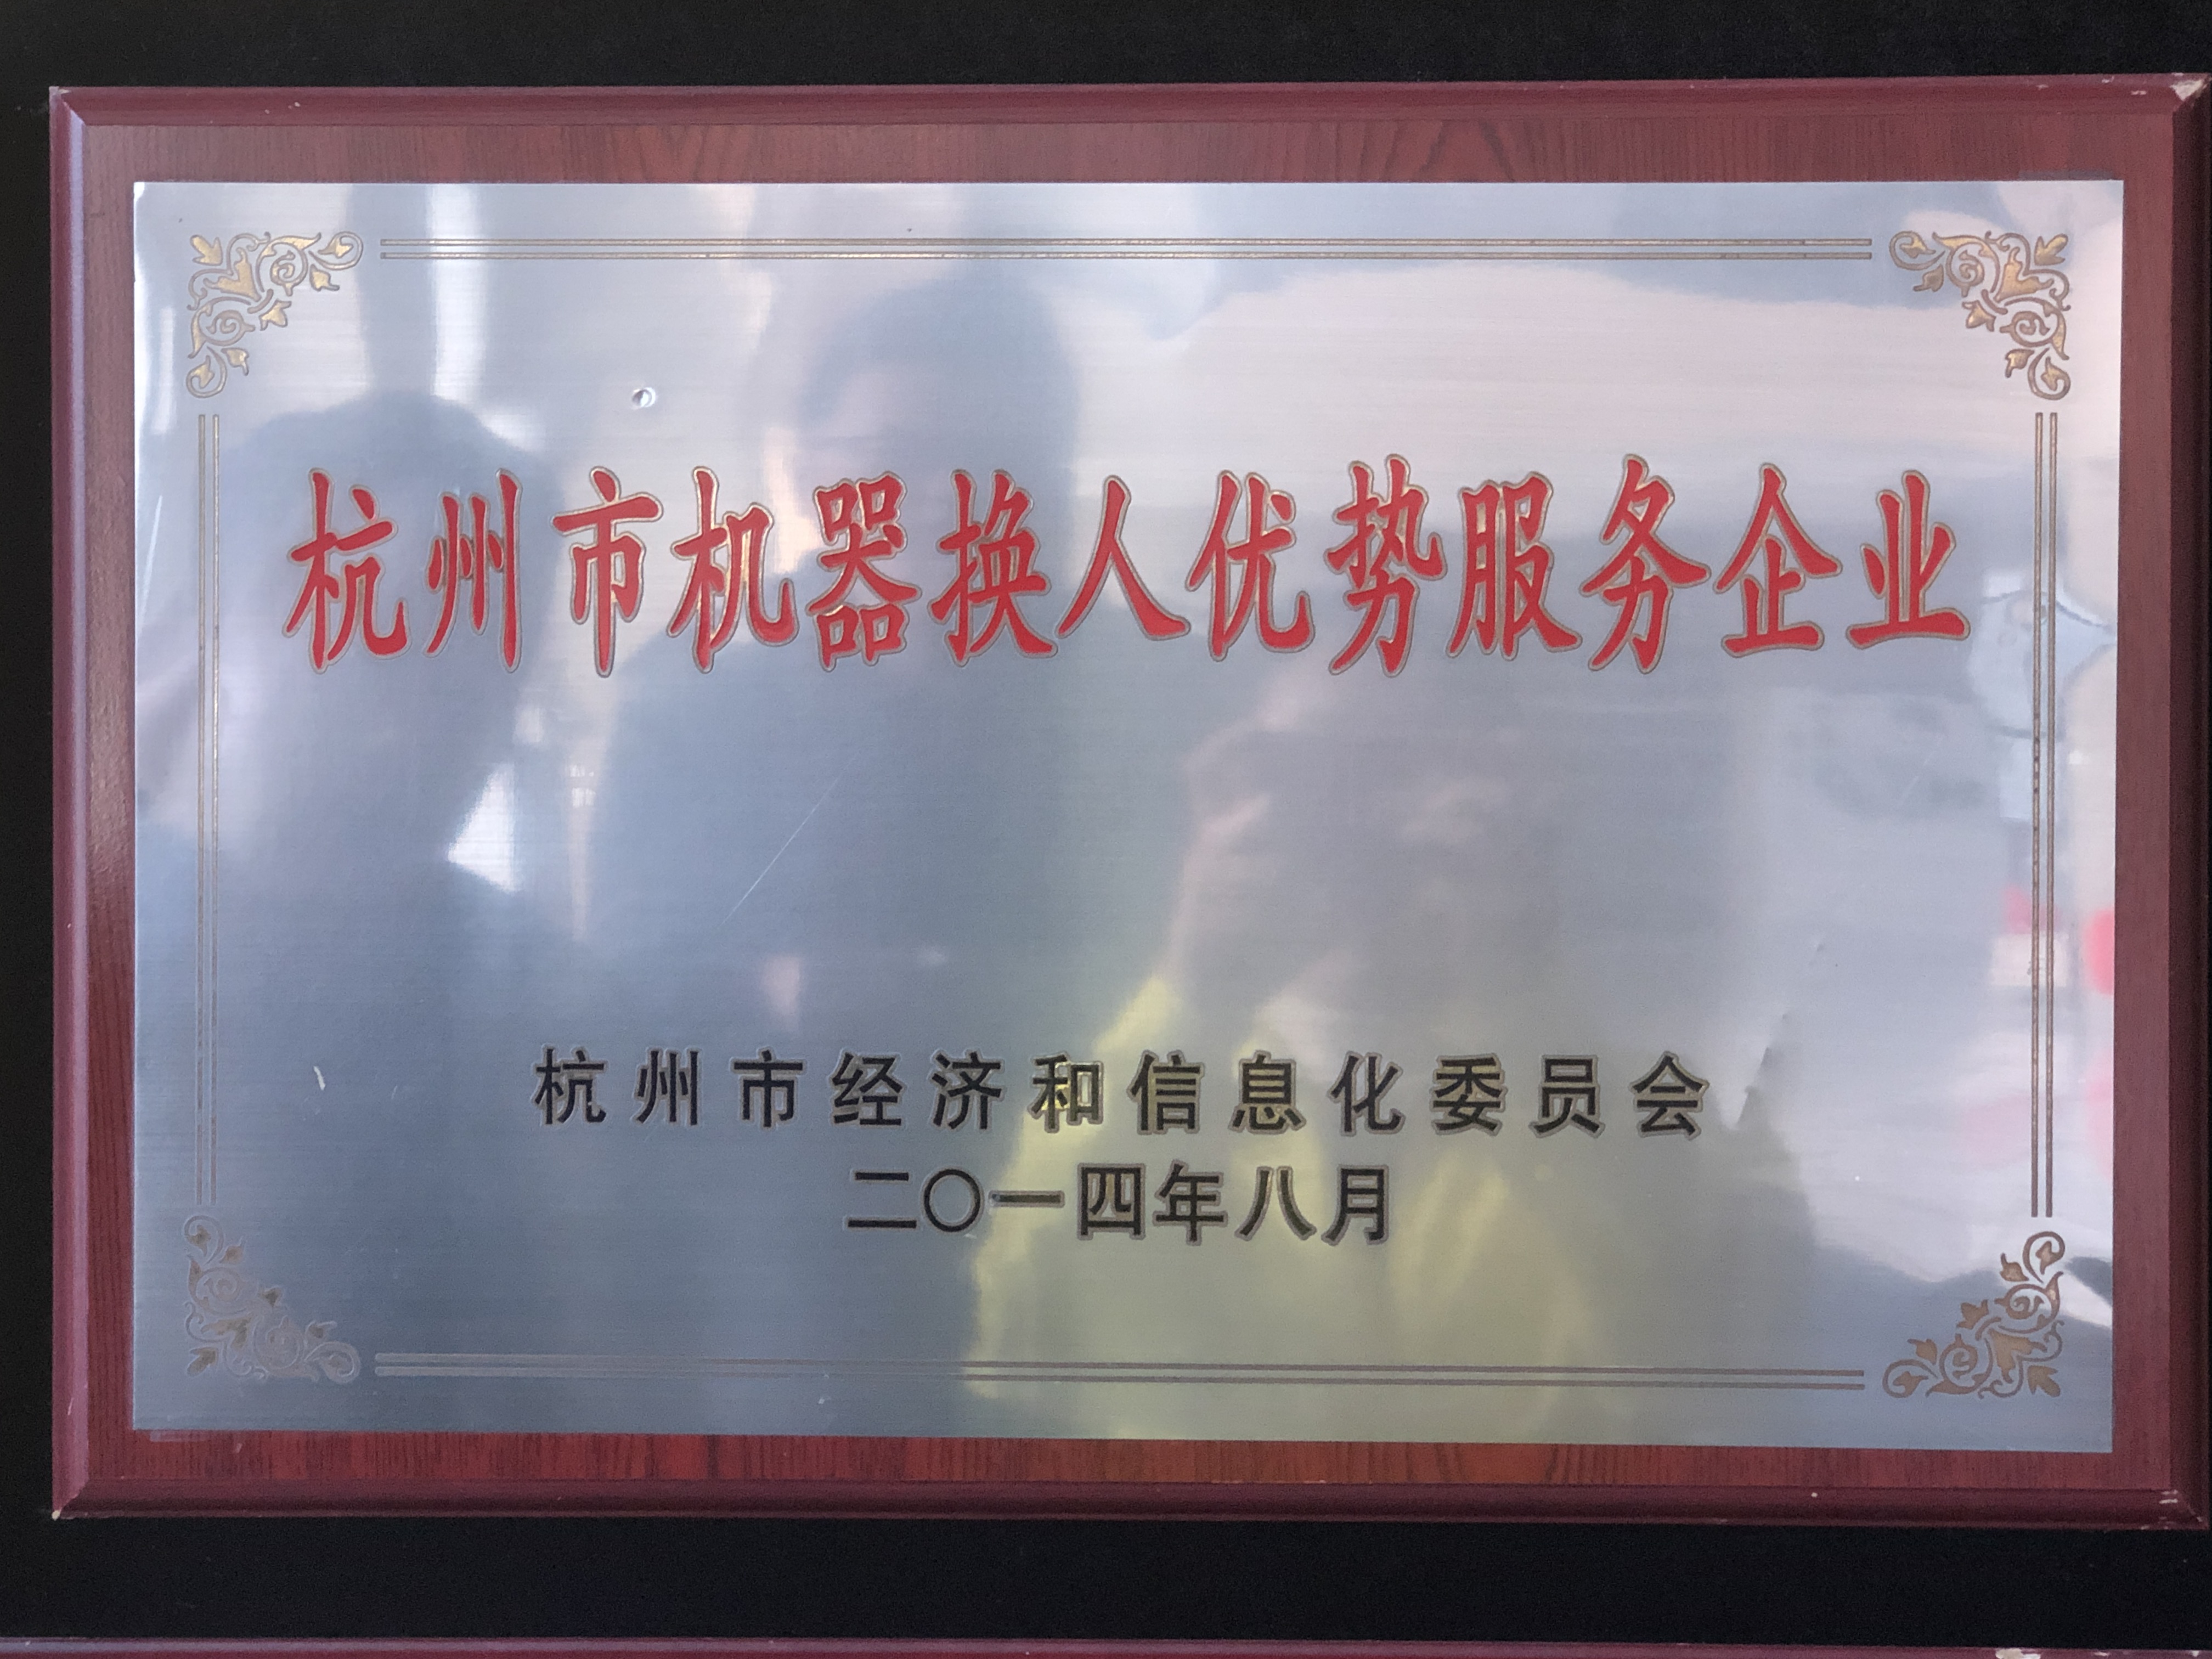 杭州市机器换人优势服务企业
杭州市经济和信息化委员会
二〇一四年八月